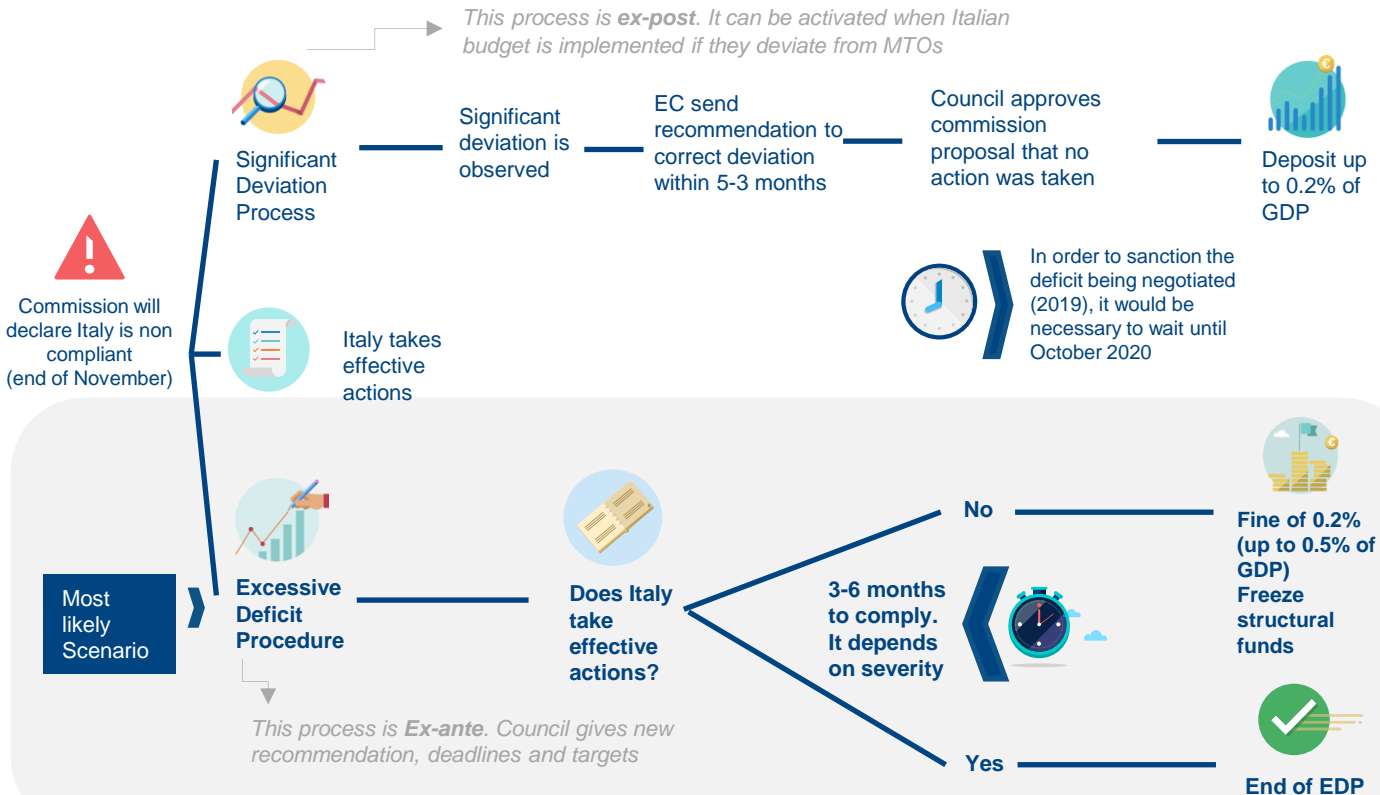 This process is ex-post. It can be activated when Italian
budget is implemented if they deviate from MTOs
Significant
Deviation
Process
Significant
deviation is
observed
EC send
recommendation to
correct deviation
within 5-3 months
Council approves
commission
proposal that no
action was taken
Deposit up
to 0.2% of
GDP
In order to sanction the
deficit being negotiated
(2019), it would be
necessary to wait until
October 2020
Commission will
declare Italy is non
compliant
(end of November)
Italy takes
effective
actions
Most
likely
Scenario
Excessive
Deficit
Procedure
Does Italy
take
effective
actions?
No
3-6 months
to comply.
It depends
on severity
Fine of 0.2%
(up to 0.5% of
GDP)
Freeze
structural
funds
This process is Ex-ante. Council gives new
recommendation, deadlines and targets
Yes
End of EDP